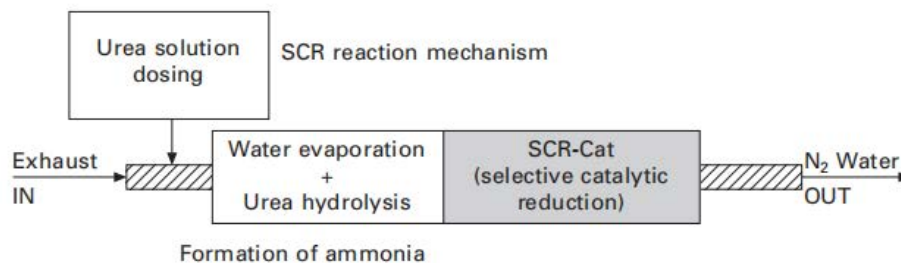 Urea solution
dosing
SCR reaction mechanism
Exhaust
IN
Water evaporation
+
Urea hydrolysis
SCR-Cat
(selective catalytic
reduction)
N₂ Water
OUT
Formation of ammonia